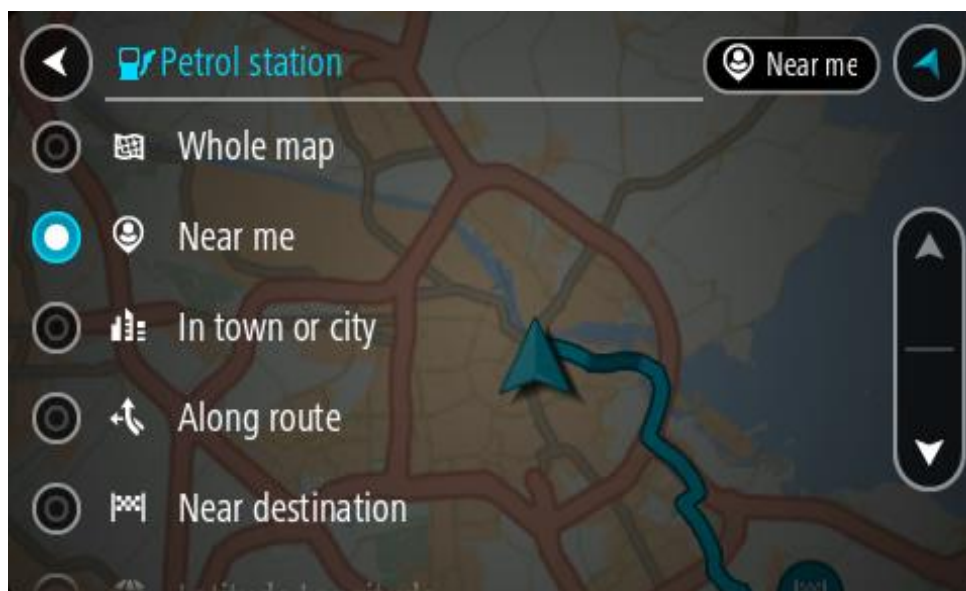 Petrol station
Near me
Whole map
Near me
In town or city
Along route
Near destination